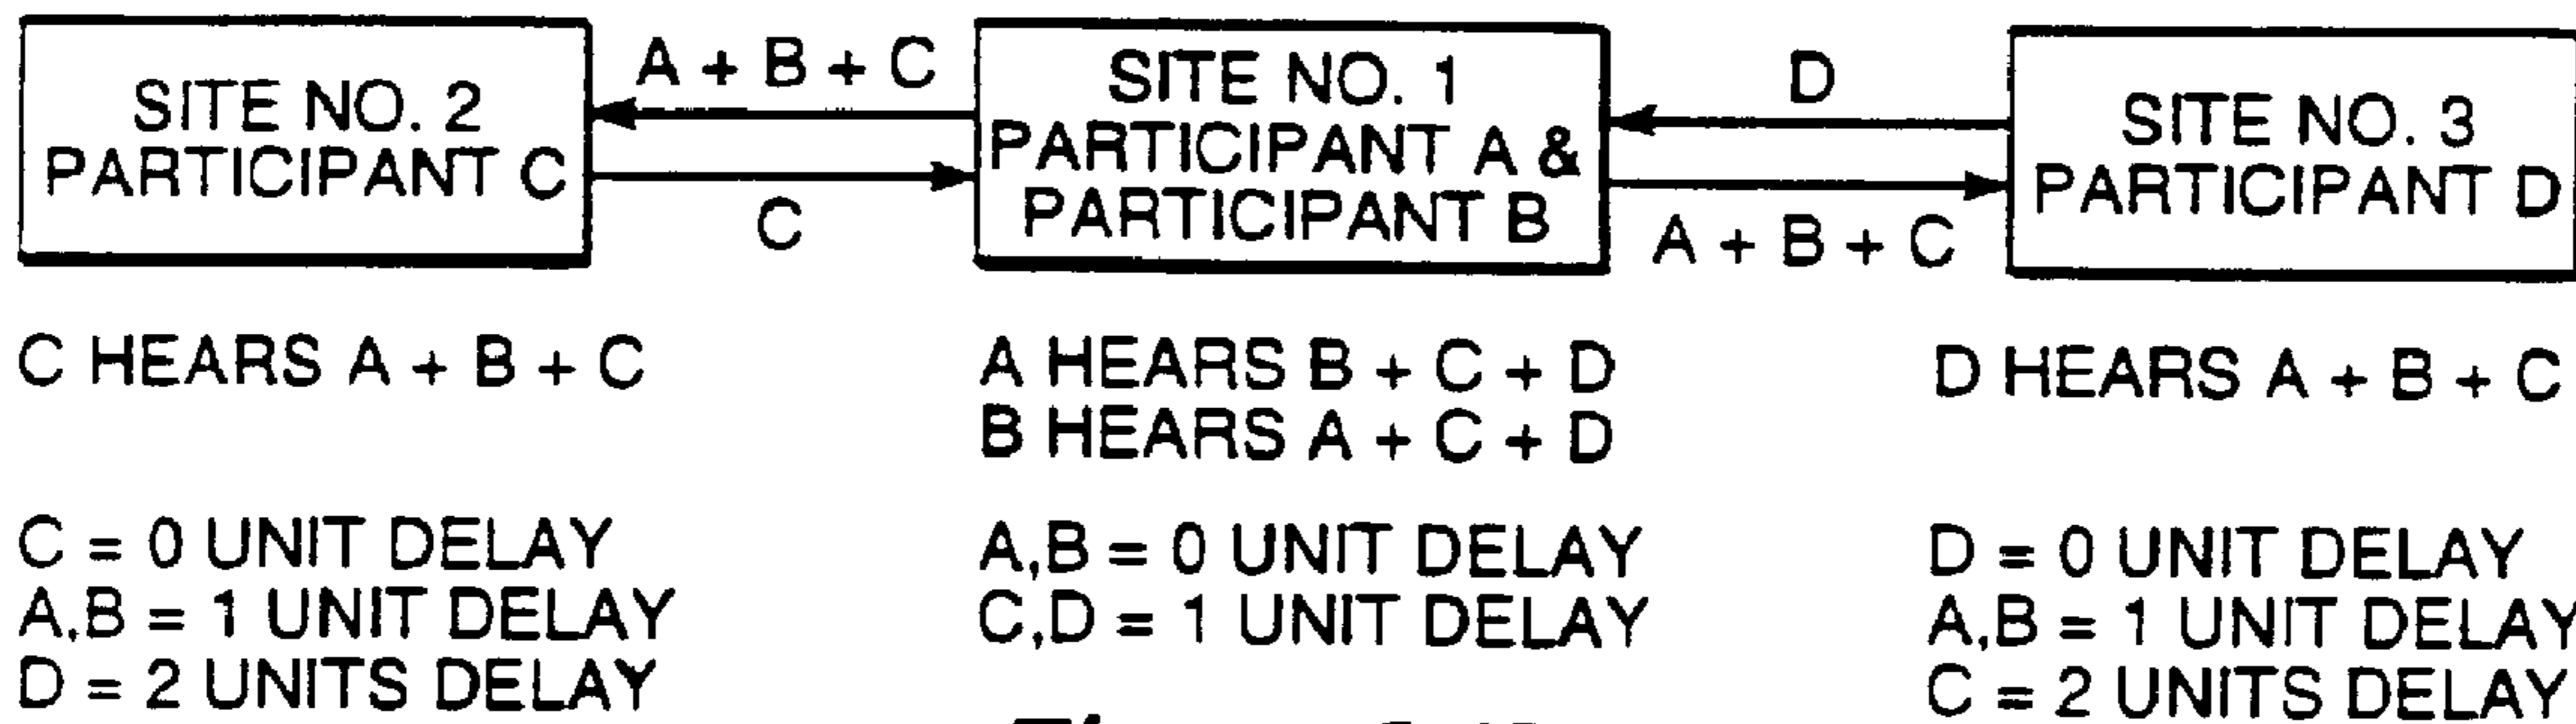 SITE NO. 2
PARTICIPANT C
A + B + C
C
SITE NO. 1
PARTICIPANT A &
PARTICIPANT B
D
A + B + C
SITE NO. 3
PARTICIPANT D
C HEARS A + B + C
A HEARS B + C + D
B HEARS A + C + D
D HEARS A + B + C
C = 0 UNIT DELAY
A,B = 1 UNIT DELAY
D = 2 UNITS DELAY
A,B = 0 UNIT DELAY
C,D = 1 UNIT DELAY
D = 0 UNIT DELAY
A,B = 1 UNIT DELAY
C = 2 UNITS DELAY